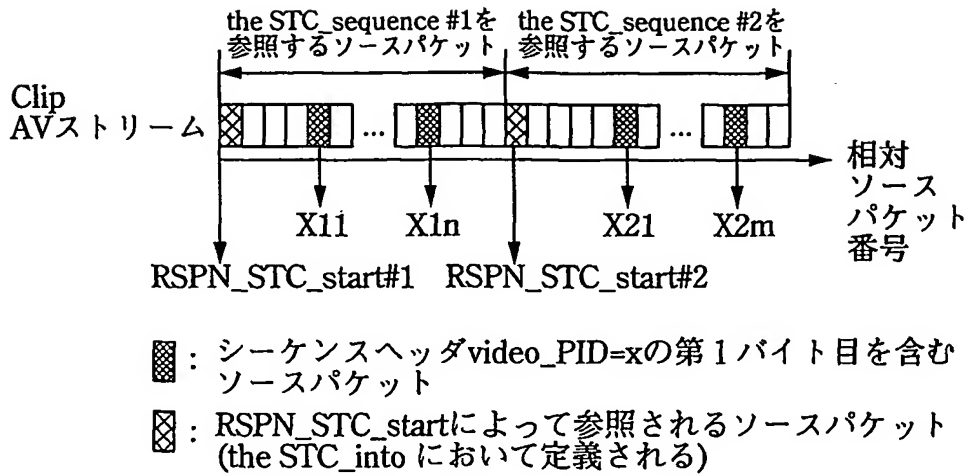 the STC_sequence #1を
参照するソースパケット
the STC_sequence #2を
参照するソースパケット
Clip
AVストリーム
...
...
相対
ソース
パケット
番号
X11
X1n
X21
X2m
RSPN_STC_start#1
RSPN_STC_start#2
: シーケンスヘッダvideo_PID=xの第1バイト目を含む
ソースパケット
: RSPN_STC_startによって参照されるソースパケット
(the STC_into において定義される)